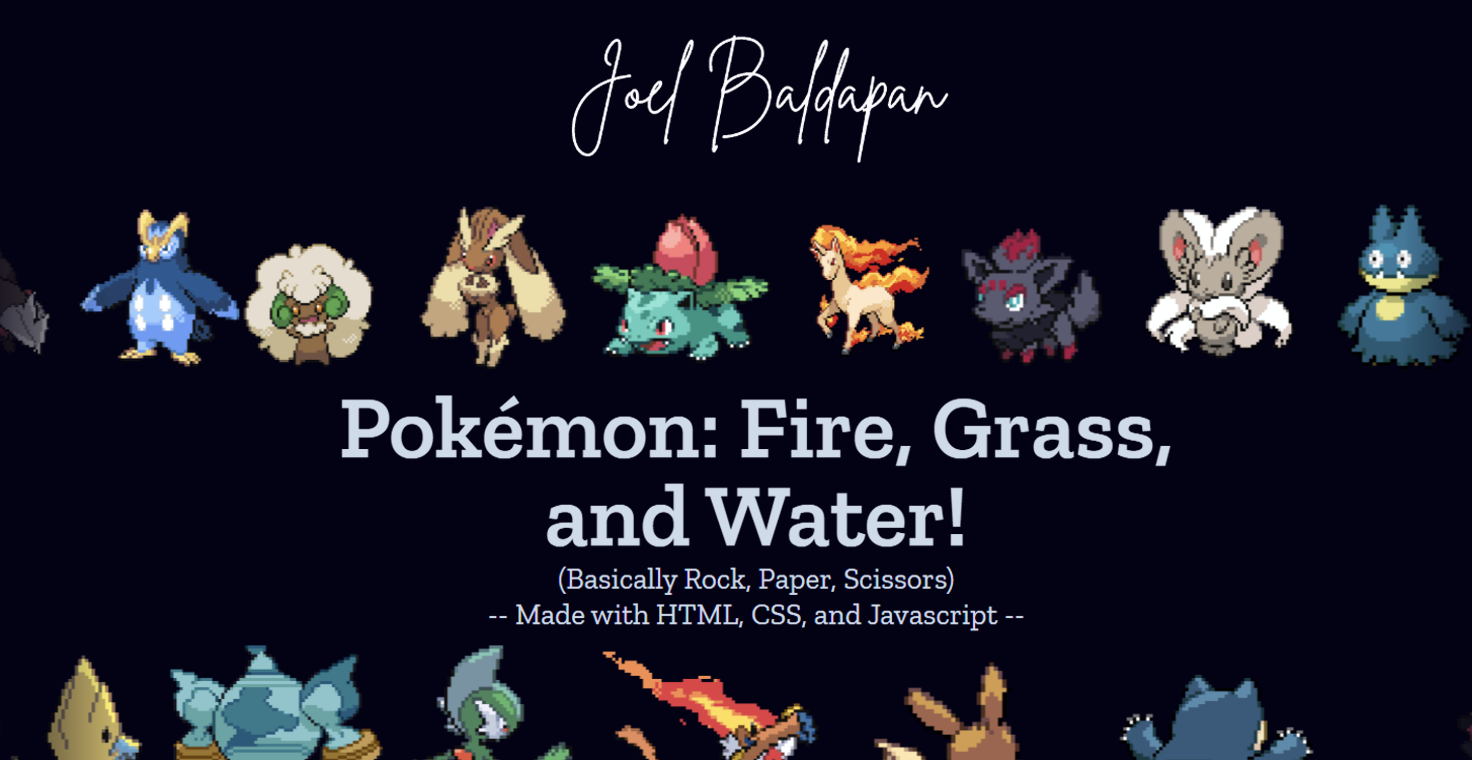 Joel Baldapan
Pokémon: Fire, Grass,
and Water!
(Basically Rock, Paper, Scissors)
-- Made with HTML, CSS, and Javascript --